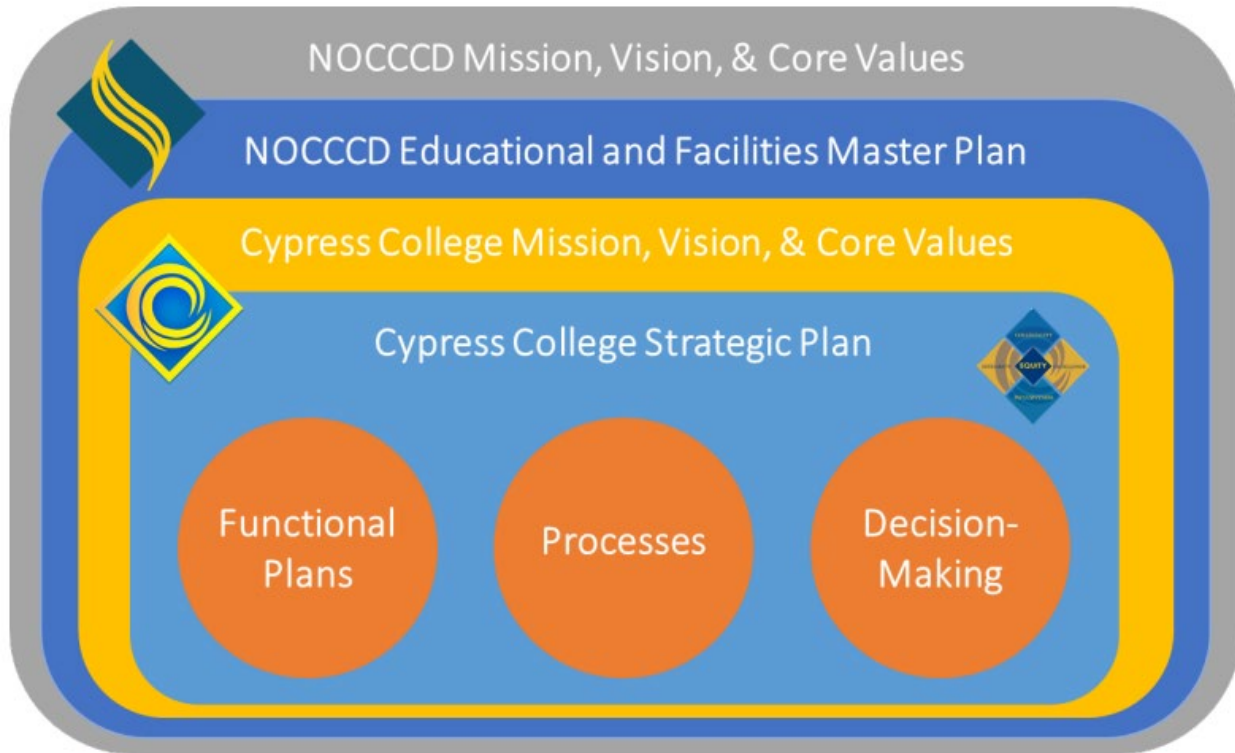 NOCCCD Mission, Vision, & Core Values
NOCCCD Educational and Facilities Master Plan
Cypress College Mission, Vision, & Core Values
Cypress College Strategic Plan
EQUITY
Functional
Plans
Processes
Decision-
Making